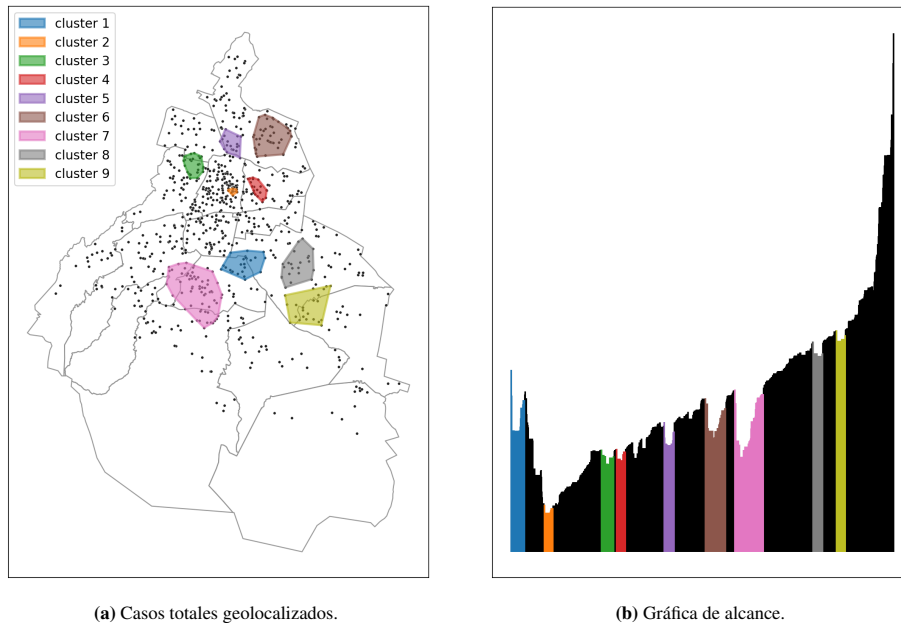 cluster 1
cluster 2
cluster 3
cluster 4
cluster 5
cluster 6
cluster 7
cluster 8
cluster 9
(a) Casos totales geolocalizados.
(b) Gráfica de alcance.